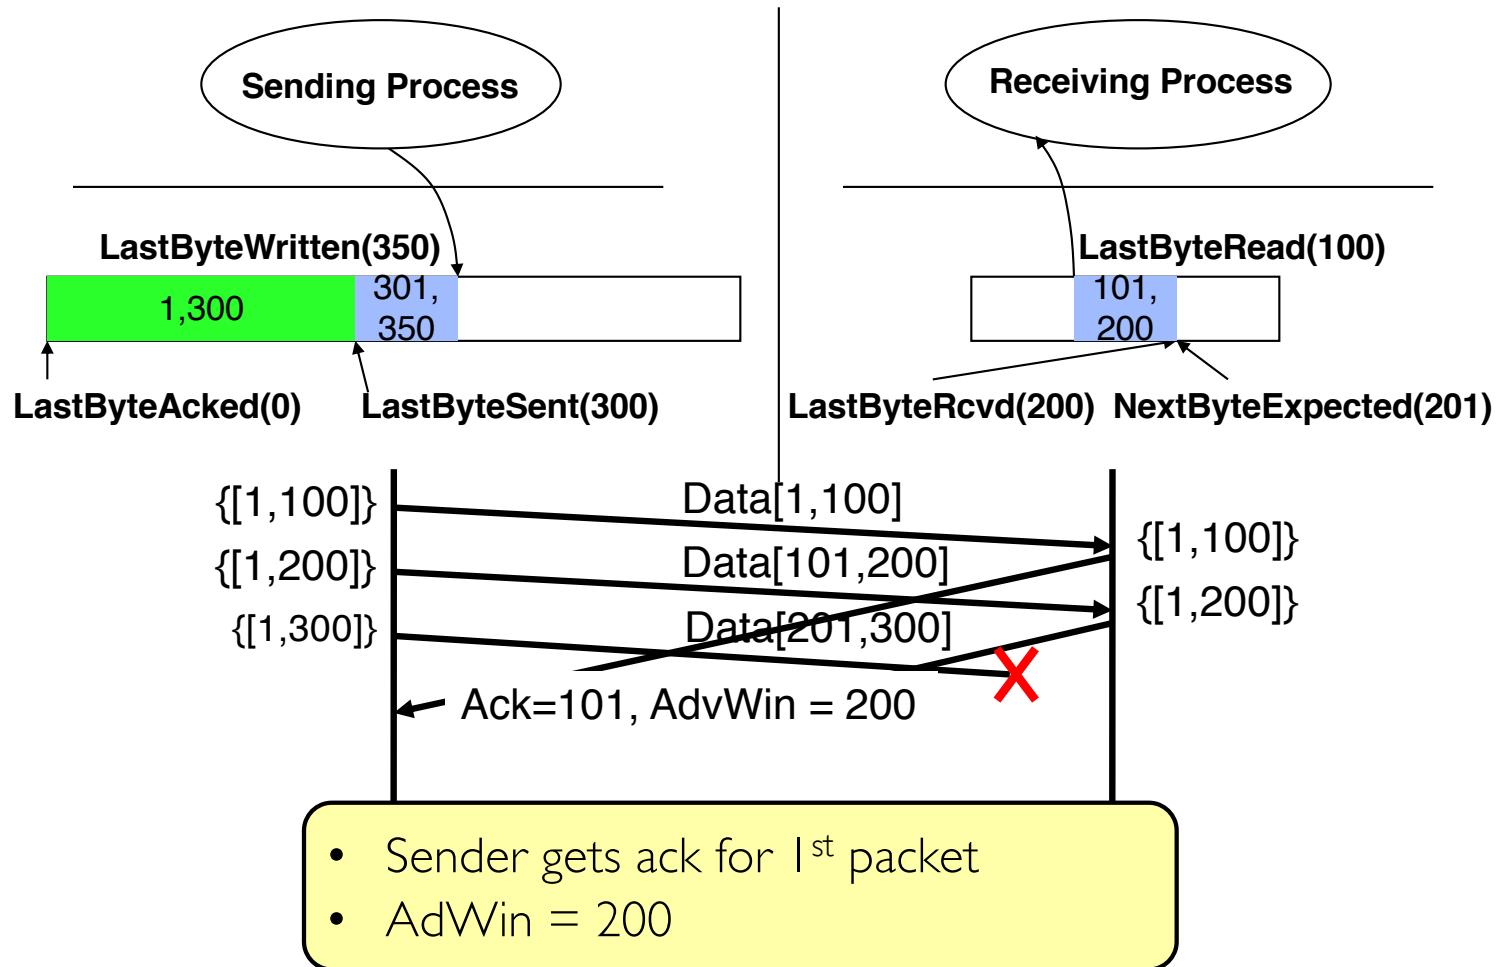 Sending Process
Receiving Process
LastByteWritten(350)
LastByteRead(100)
1,300
301,
350
101,
200
LastByteAcked(0)
LastByteSent(300)
LastByteRcvd(200)
NextByteExpected(201)
{[1,100]}
Data[1,100]
{[1,100]}
{[1,200]}
Data[101,200]
{[1,200]}
{[1,300]}
Data[201,300]
Ack=101, AdvWin = 200
• Sender gets ack for 1st packet
• AdWin = 200